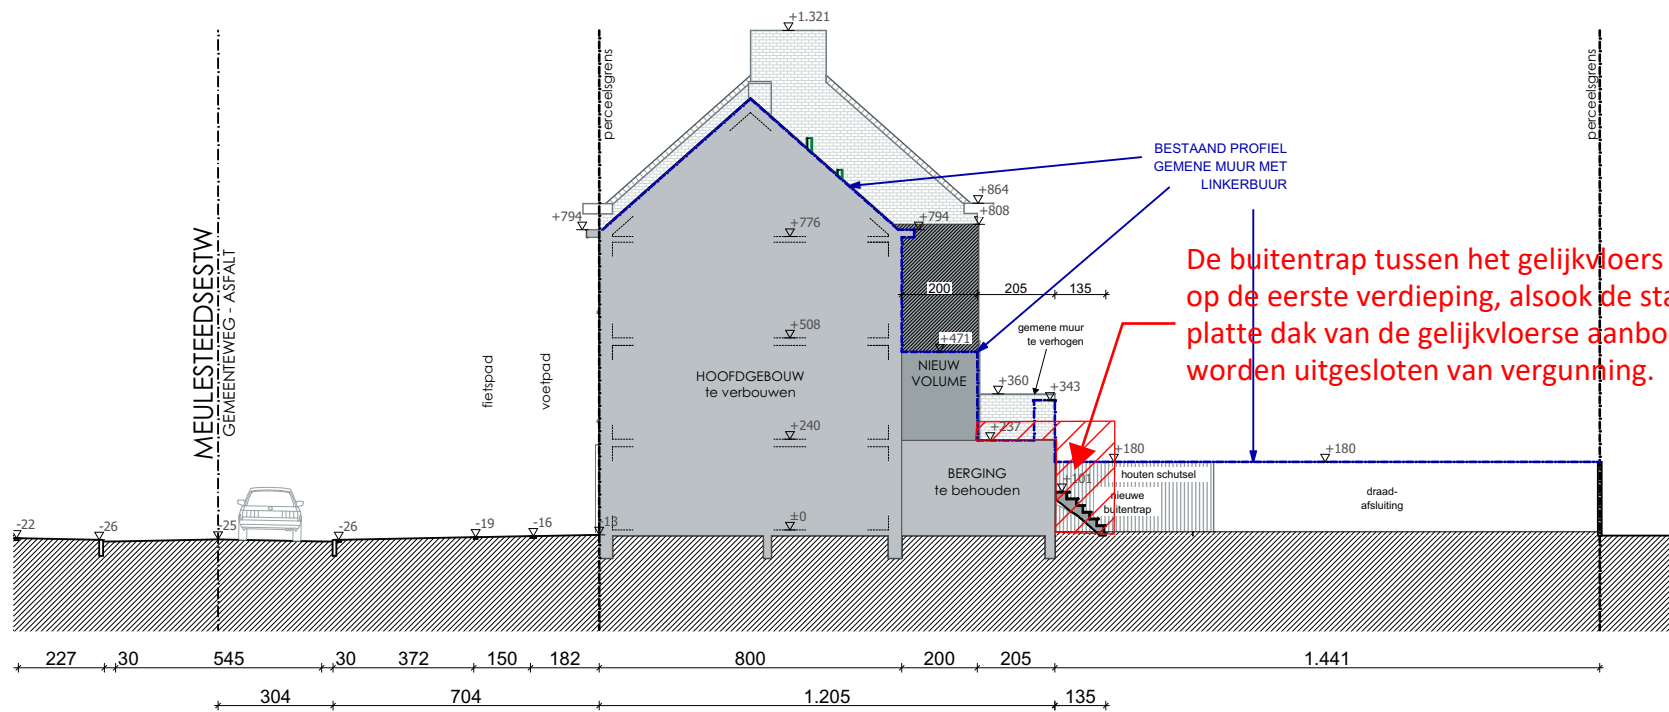 +1.321
perceelsgrens
perceelsgrens
BESTAAND PROFIEL
GEMENE MUUR MET
LINKERBUUR
+864
+808
+794
+776
+794
MEULESTEEDSESTW
GEMEENTEWEG - ASFALT
De buitentrap tussen het gelijkvloers
op de eerste verdieping, alsook de
platte dak van de gelijkvloerse
worden uitgesloten van vergunning.
200
205
135
+508
+471
gemene muur
te verhogen
fietspad
voetpad
HOOFDGEBOUW
te verbouwen
NIEUW
VOLUME
+360
+343
+240
+237
+180
+180
BERGING
te behouden
houten schutsel
+101
nieuwe
buitentrap
draad-
afsluiting
-22
-26
-25
-26
-19
-16
-13
±0
227
30
545
30
372
150
182
800
200
205
1.441
304
704
1.205
135